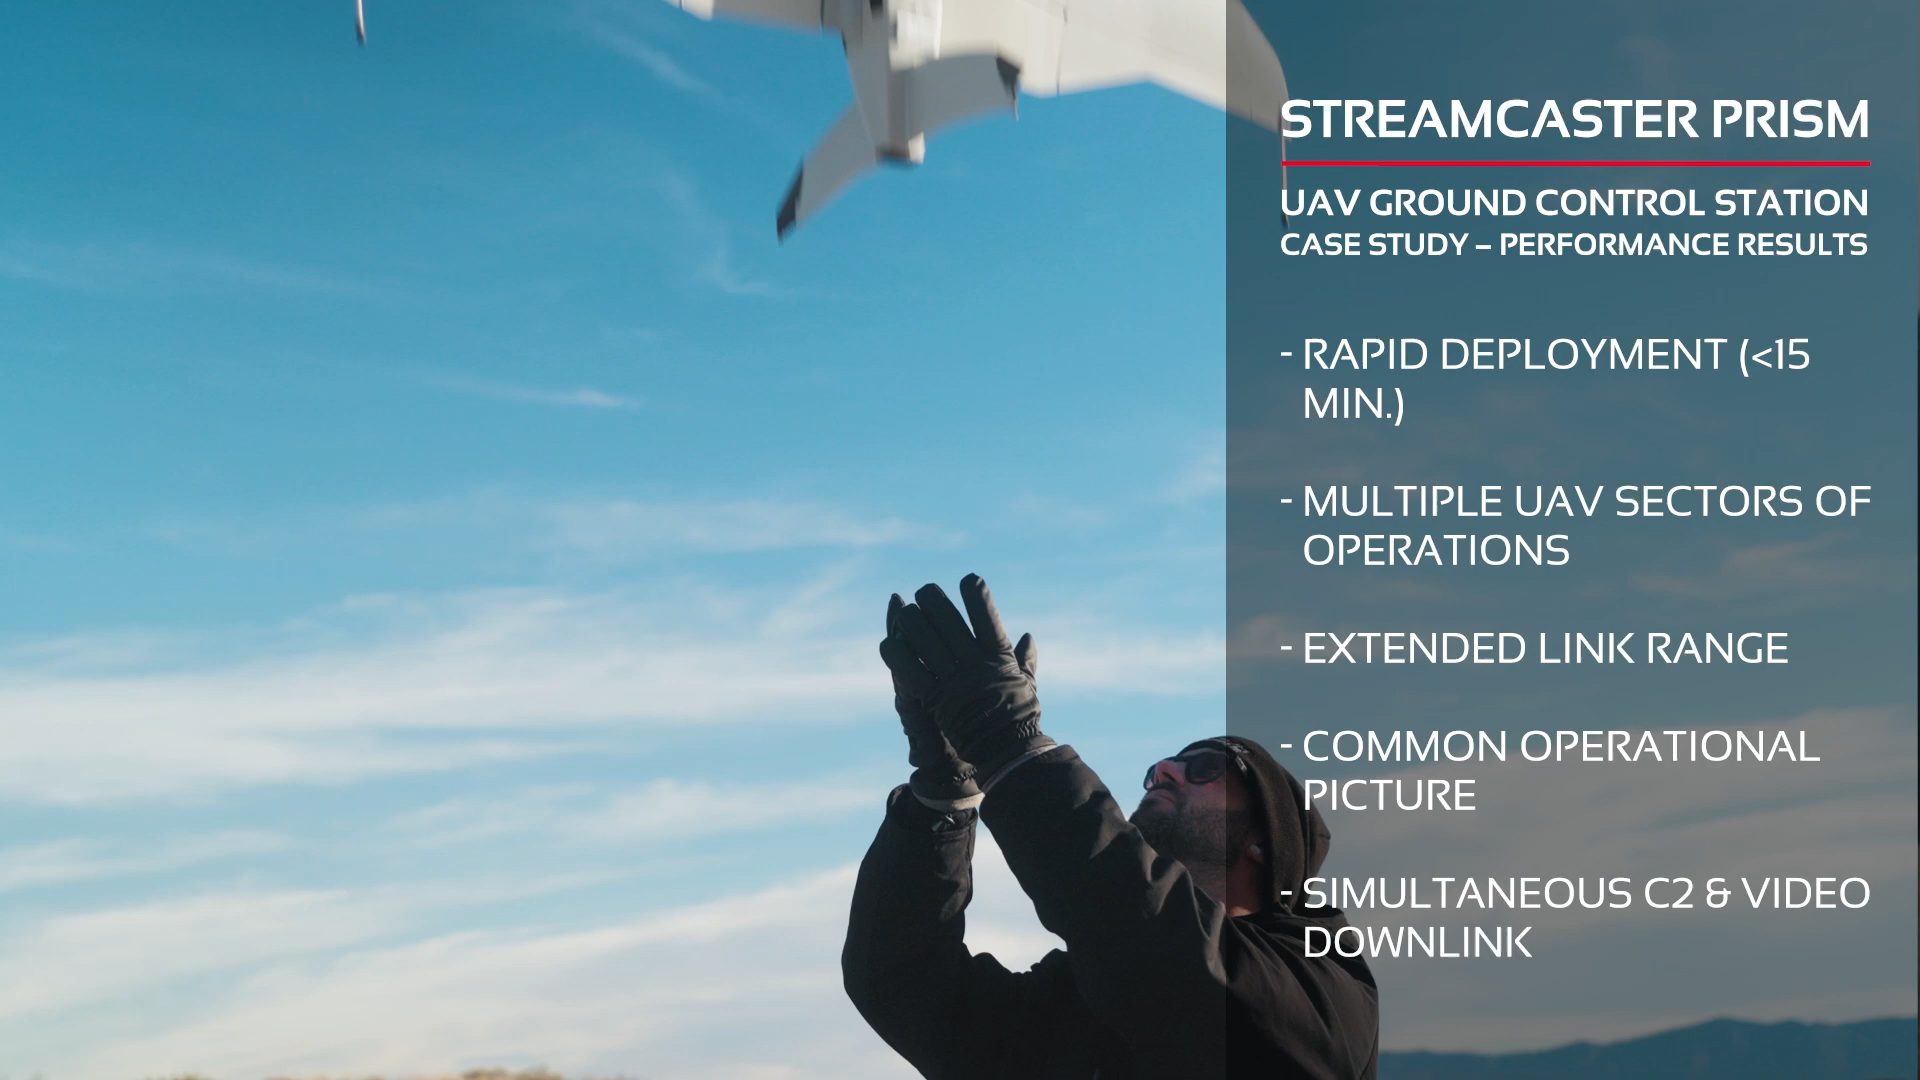 STREAMCASTER PRISM
UAV GROUND CONTROL STATION
CASE STUDY – PERFORMANCE RESULTS
- RAPID DEPLOYMENT (<15
MIN.)
- MULTIPLE UAV SECTORS OF
OPERATIONS
- EXTENDED LINK RANGE
- COMMON OPERATIONAL
PICTURE
- SIMULTANEOUS C2 & VIDEO
DOWNLINK